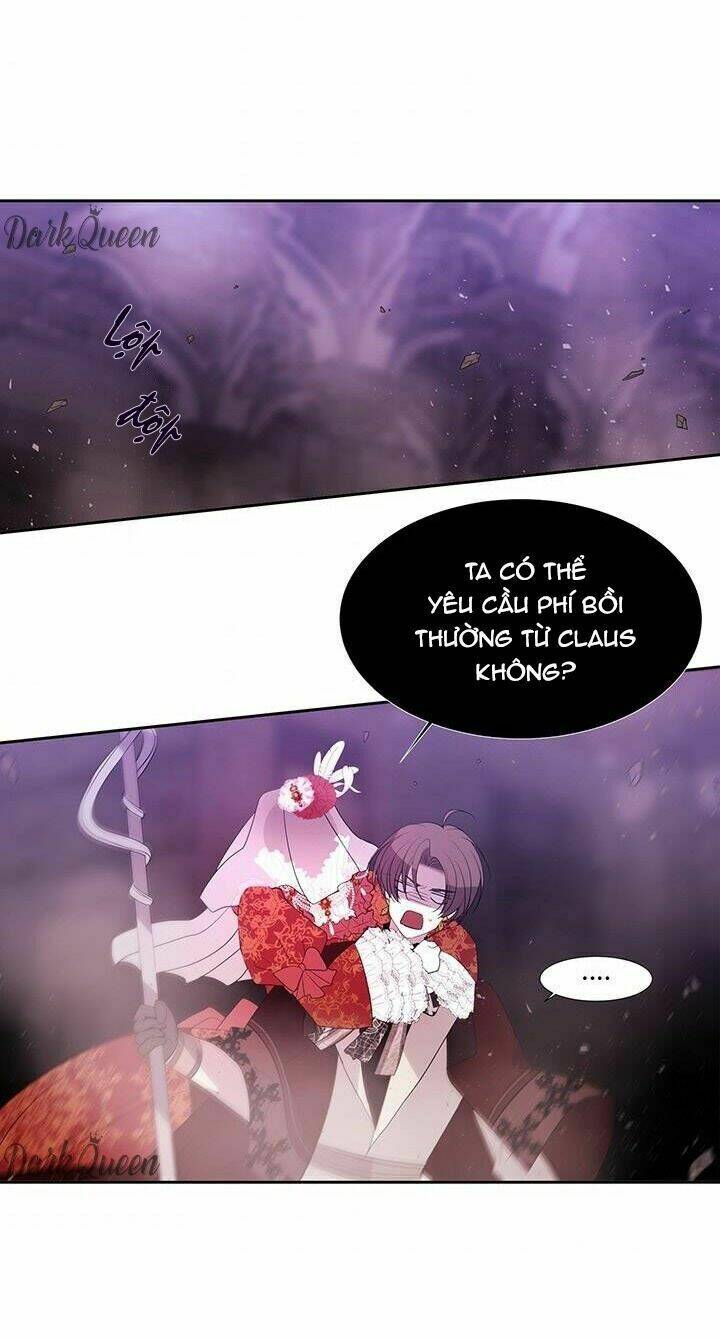 DarkQueen
Lộp
độp
TA CÓ THỂ
YÊU CẦU PHÍ BỒI
THƯỜNG TỪ CLAUS
KHÔNG?
....
DarkQueen